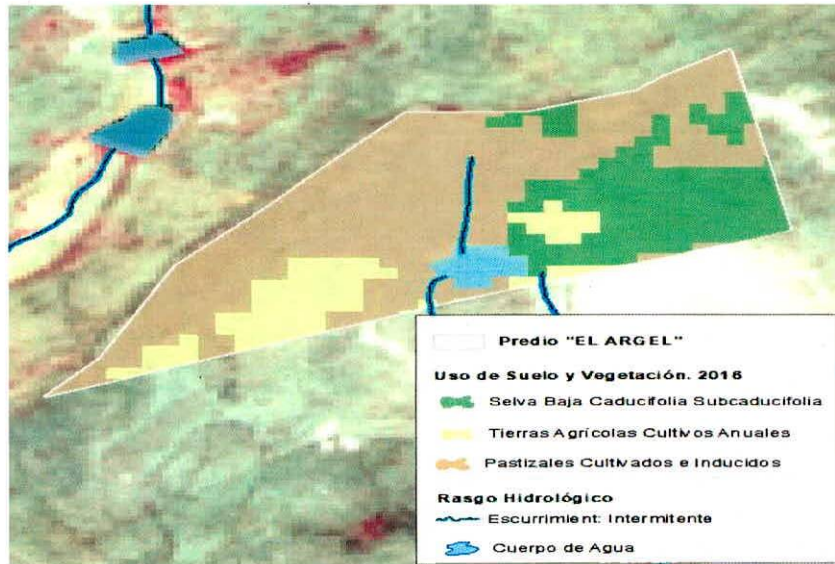 Predio "EL ARGEL"
Uso de Suelo y Vegetación. 2016
Selva Baja Caducifolia Subcaducifolia
Tierras Agrícolas Cultivos Anuales
Pastizales Cultivados e Inducidos
Rasgo Hidrológico
Escurrimient: Intermitente
Cuerpo de Agua